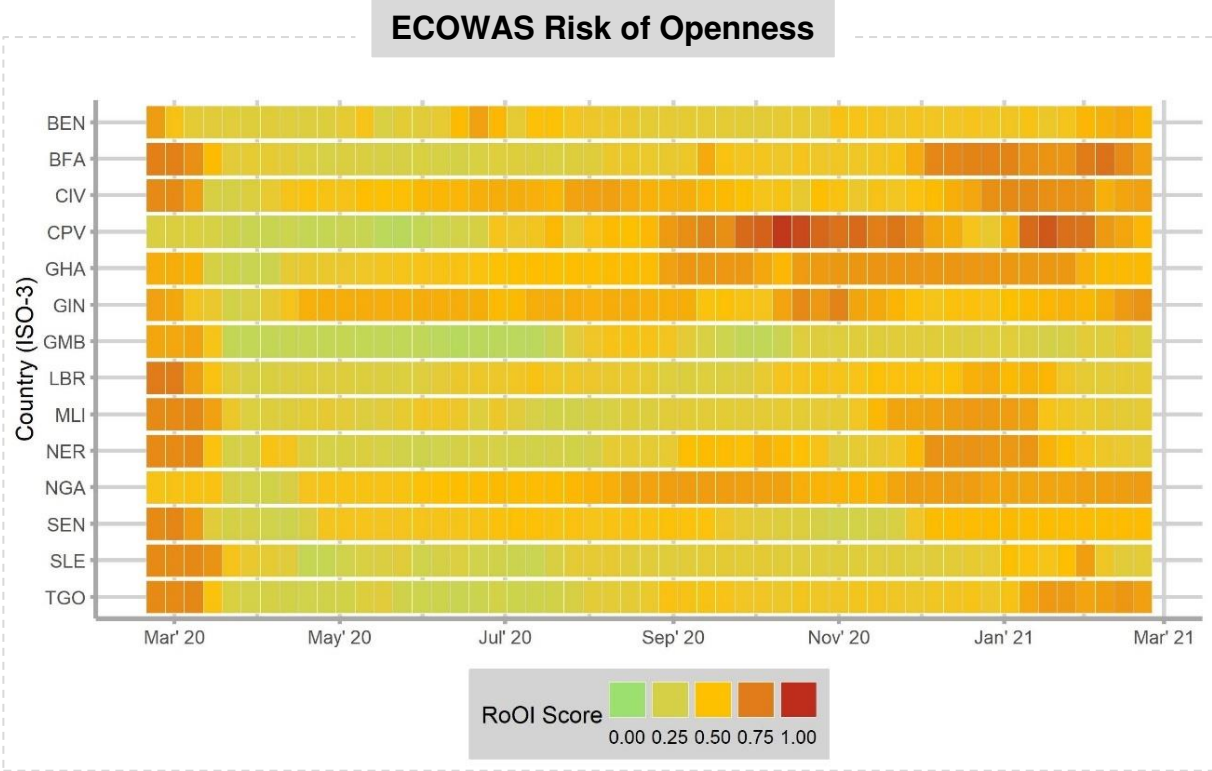 ECOWAS Risk of Openness
Country (ISO-3)
BEN
BFA
CIV
CPV
GHA
GIN
GMB
LBR
MLI
NER
NGA
SEN
SLE
TGO
Mar' 20 May' 20 Jul' 20 Sep' 20 Nov' 20 Jan' 21 Mar' 21
RoOI Score
0.00 0.25 0.50 0.75 1.00